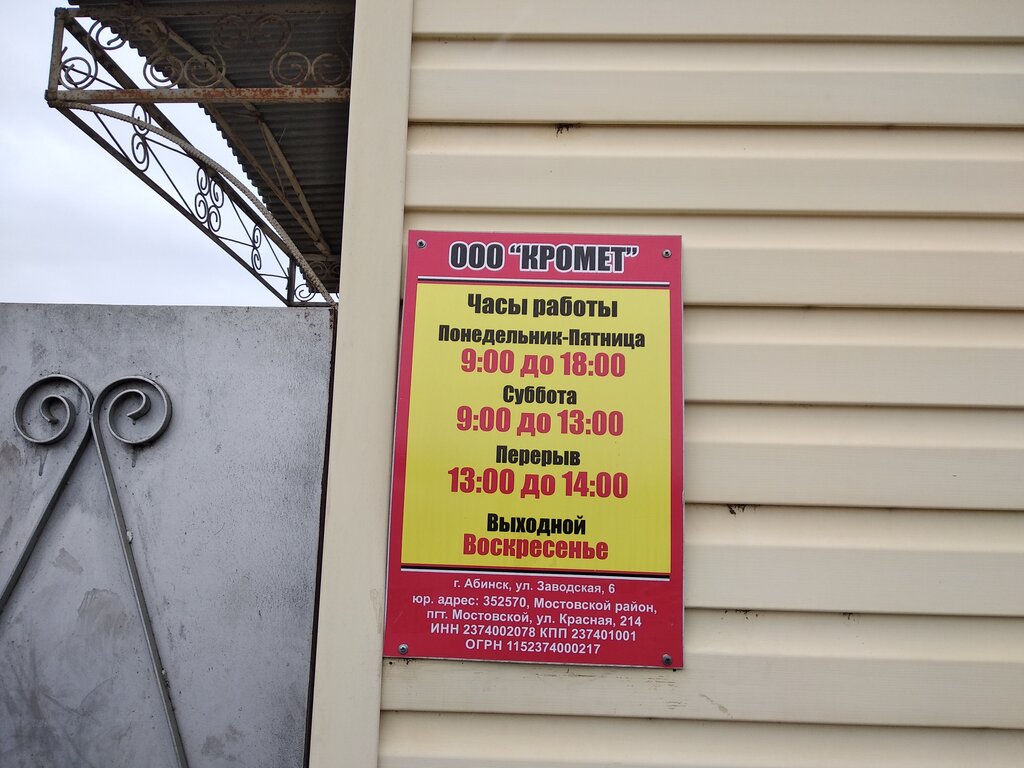 ООО “КРОМЕТ”
Часы работы
Понедельник-Пятница
9:00 до 18:00
Суббота
9:00 до 13:00
Перерыв
13:00 до 14:00
Выходной
Воскресенье
г. Абинск, ул. Заводская, 6
юр. адрес: 352570, Мостовской район,
пгт. Мостовской, ул. Красная, 214
ИНН 2374002078 КПП 237401001
ОГРН 1152374000217